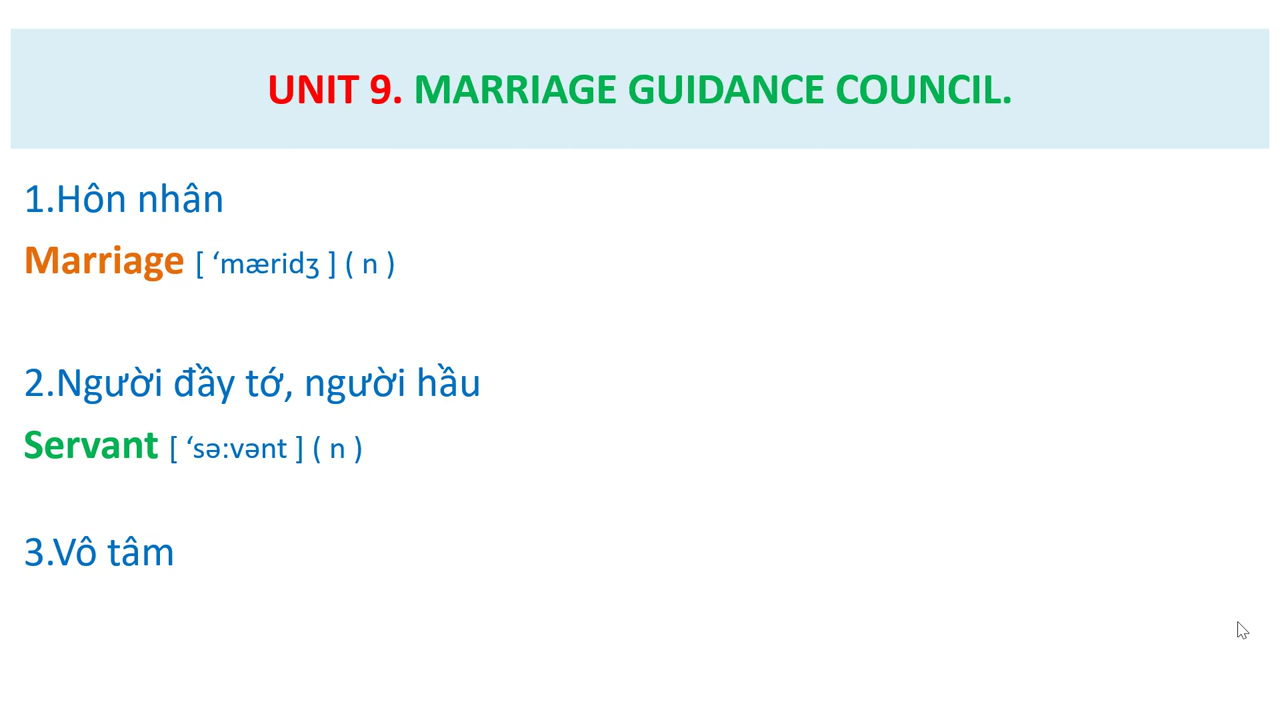 UNIT 9. MARRIAGE GUIDANCE COUNCIL.
1.Hôn nhân
Marriage [ ‘mæridʒ ] ( n )
2.Người đầy tớ, người hầu
Servant [ ‘sə:vənt ] ( n )
3.Vô tâm